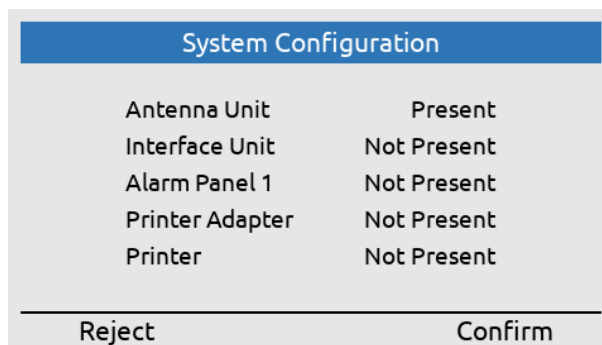 System Configuration
Antenna Unit Present
Interface Unit Not Present
Alarm Panel 1 Not Present
Printer Adapter Not Present
Printer Not Present
Reject Confirm